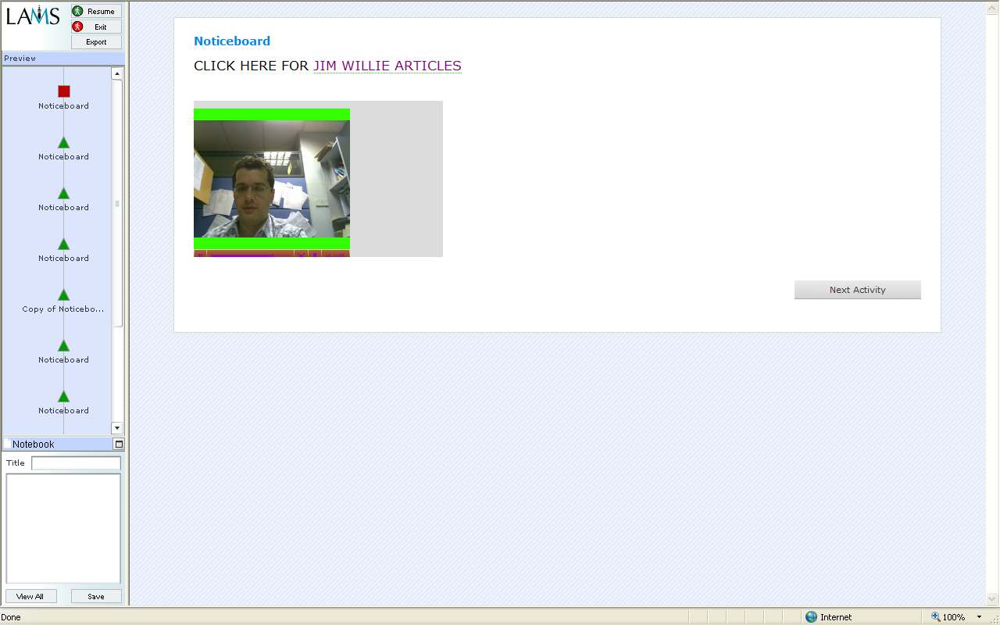 LAMS
Resume
Exit
Export
Preview
Noticeboard
Noticeboard
Noticeboard
Noticeboard
Copy of Noticebo...
Noticeboard
Noticeboard
Notebook
Title
View All
Save
Noticeboard
CLICK HERE FOR JIM WILLIE ARTICLES
Next Activity
Done
Internet
100%